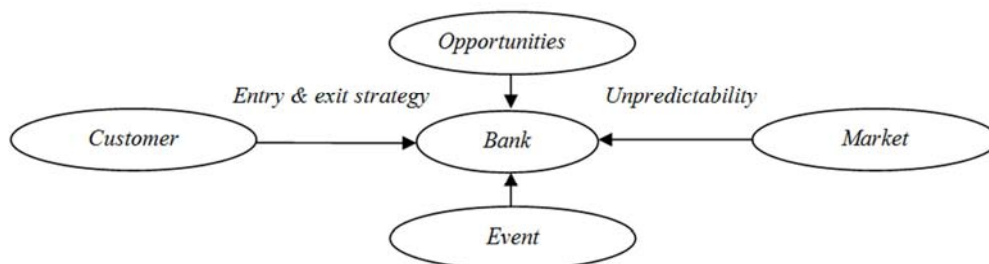 Opportunities
Entry & exit strategy
Unpredictability
Customer
Bank
Market
Event